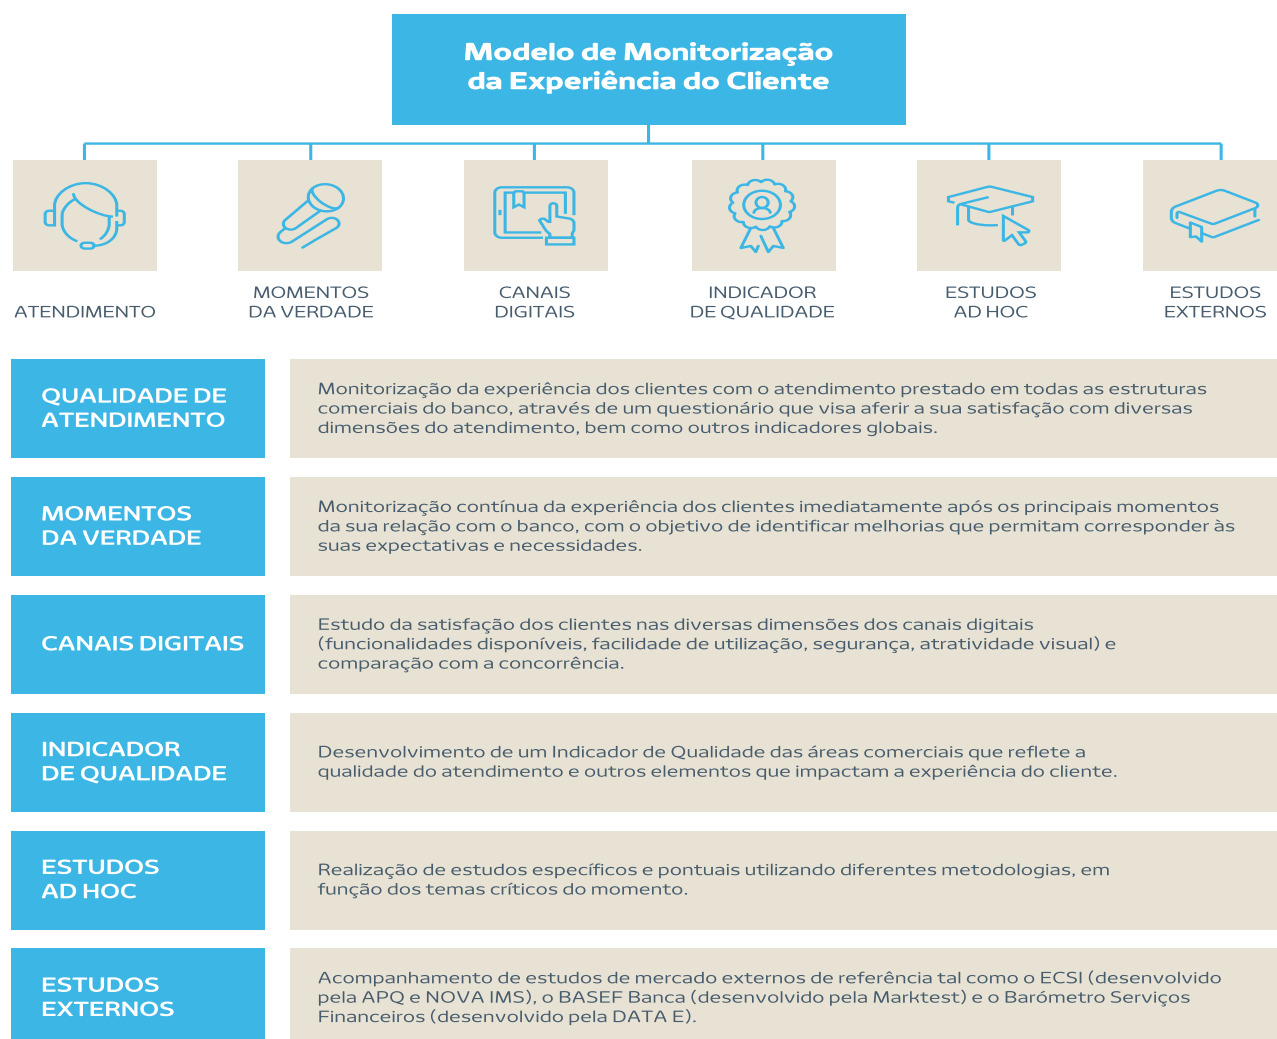 Modelo de Monitorização
da Experiência do Cliente
ATENDIMENTO
MOMENTOS
DA VERDADE
CANAIS
DIGITAIS
INDICADOR
DE QUALIDADE
ESTUDOS
AD HOC
ESTUDOS
EXTERNOS
QUALIDADE DE
ATENDIMENTO
Monitorização da experiência dos clientes com o atendimento prestado em todas as estruturas
comerciais do banco, através de um questionário que visa aferir a sua satisfação com diversas
dimensões do atendimento, bem como outros indicadores globais.
MOMENTOS
DA VERDADE
Monitorização contínua da experiência dos clientes imediatamente após os principais momentos
da sua relação com o banco, com o objetivo de identificar melhorias que permitam corresponder às
suas expectativas e necessidades.
CANAIS DIGITAIS
Estudo da satisfação dos clientes nas diversas dimensões dos canais digitais
(funcionalidades disponíveis, facilidade de utilização, segurança, atratividade visual) e
comparação com a concorrência.
INDICADOR
DE QUALIDADE
Desenvolvimento de um Indicador de Qualidade das áreas comerciais que reflete a
qualidade do atendimento e outros elementos que impactam a experiência do cliente.
ESTUDOS
AD HOC
Realização de estudos específicos e pontuais utilizando diferentes metodologias, em
função dos temas críticos do momento.
ESTUDOS
EXTERNOS
Acompanhamento de estudos de mercado externos de referência tal como o ECSI (desenvolvido
pela APQ e NOVA IMS), o BASEF Banca (desenvolvido pela Marktest) e o Barómetro Serviços
Financeiros (desenvolvido pela DATA E).